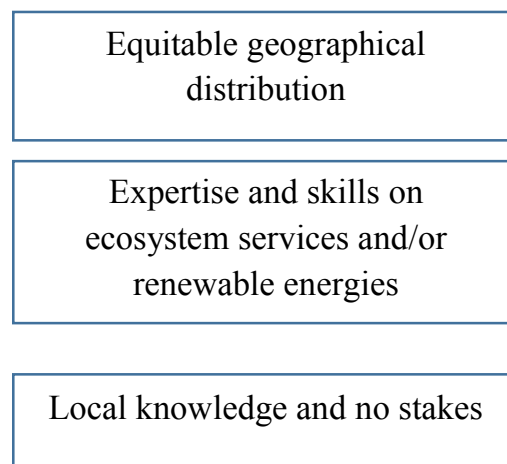 Equitable geographical
distribution
Expertise and skills on
ecosystem services and/or
renewable energies
Local knowledge and no stakes